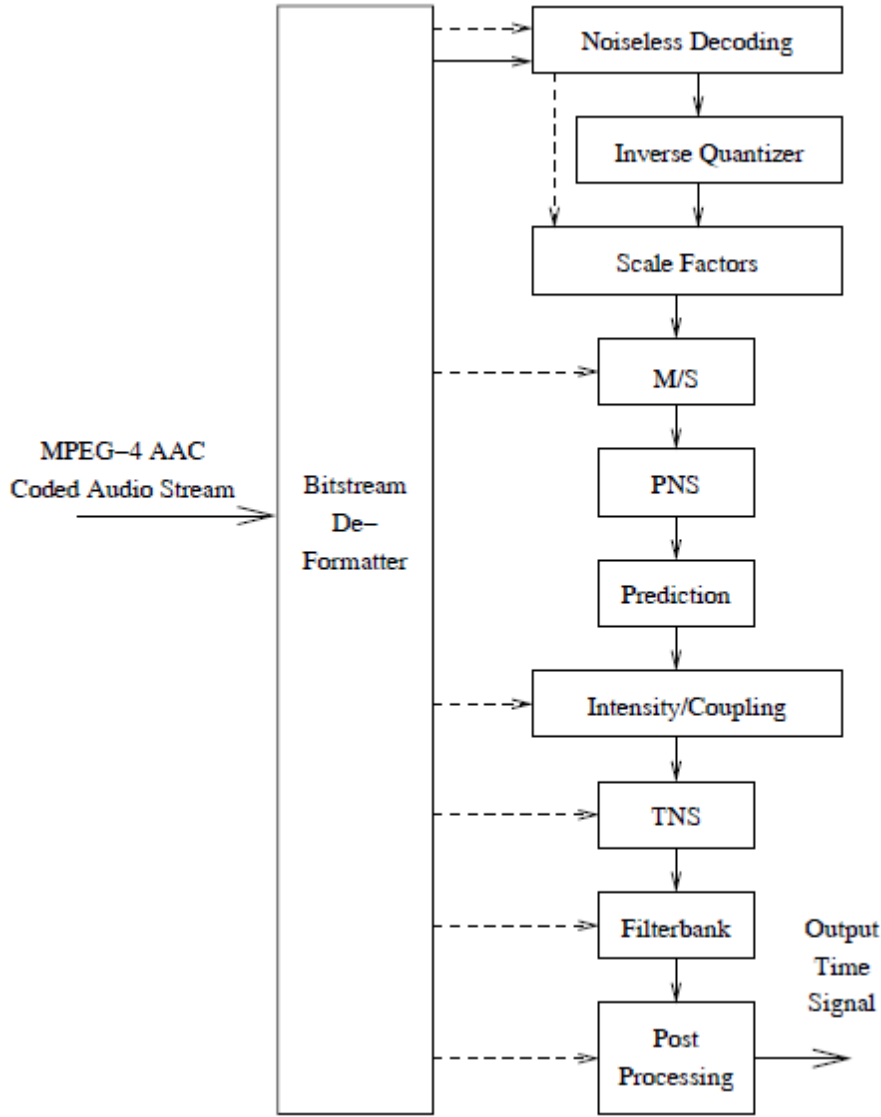 Noiseless Decoding
Inverse Quantizer
Scale Factors
M/S
MPEG–4 AAC
Coded Audio Stream
Bitstream
De–
Formatter
PNS
Prediction
Intensity/Coupling
TNS
Filterbank
Output
Time
Signal
Post
Processing